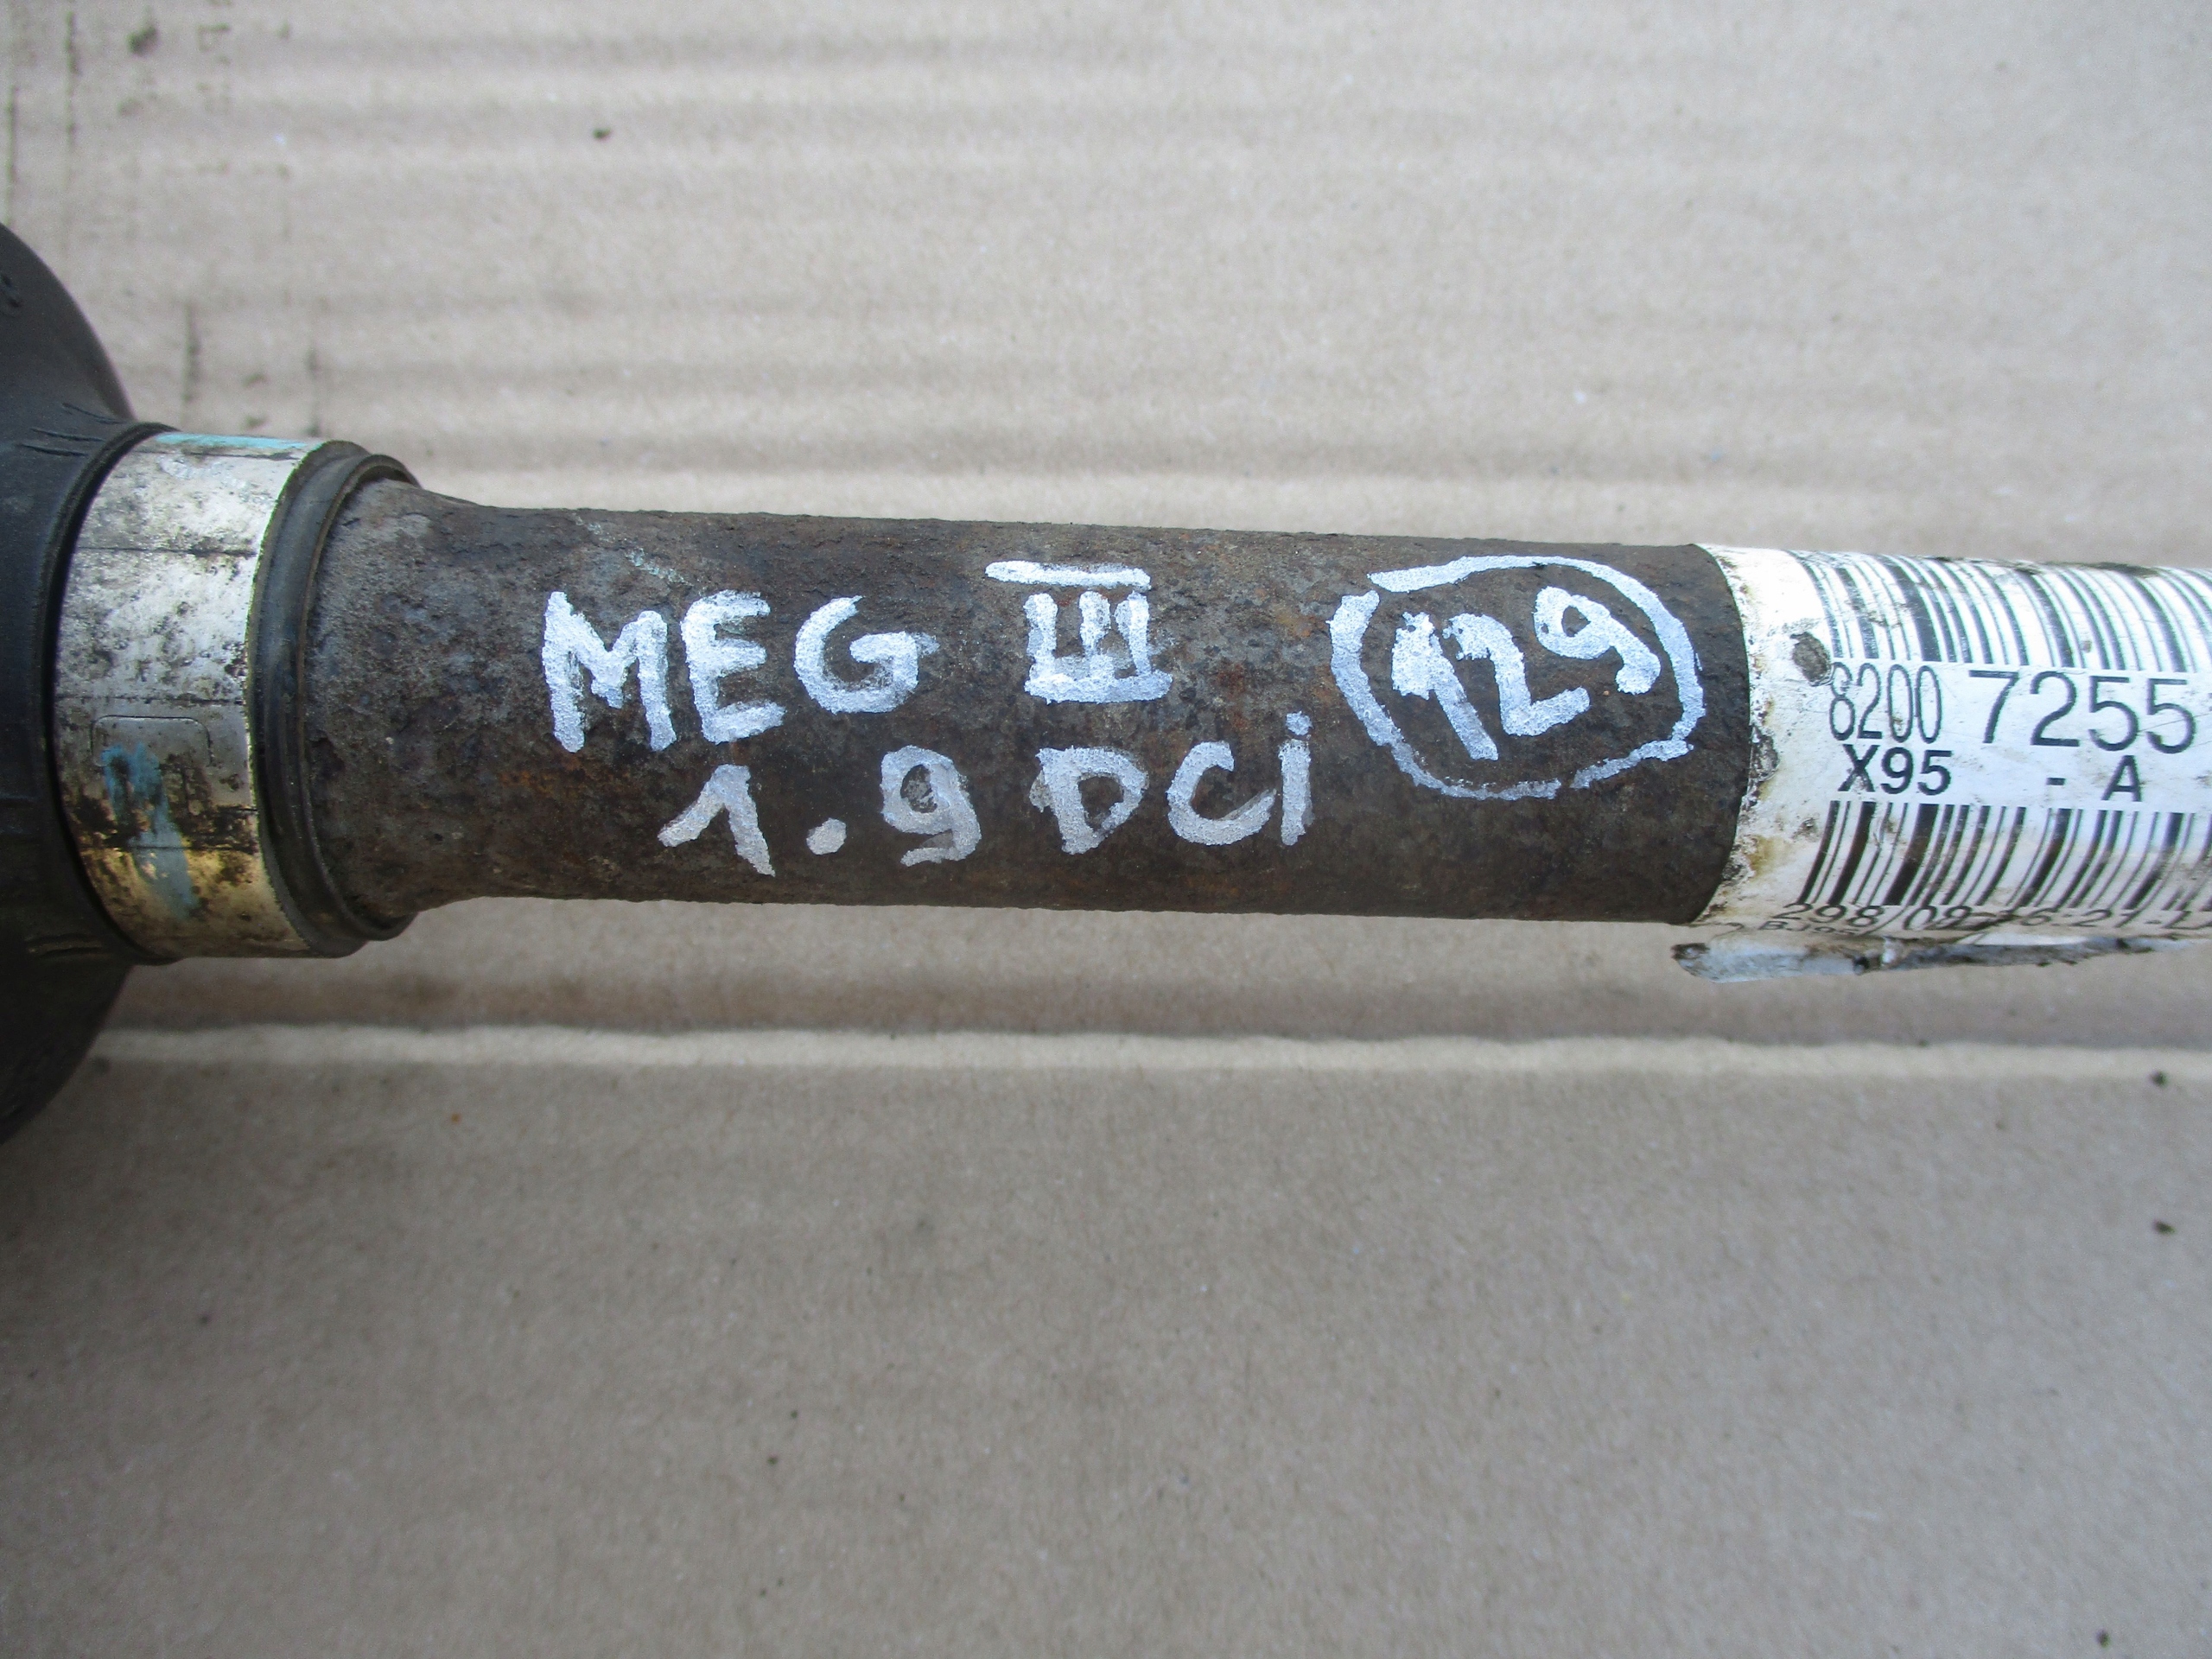 MEG III
1.9 DCi
129
8200 7255
X95 - A